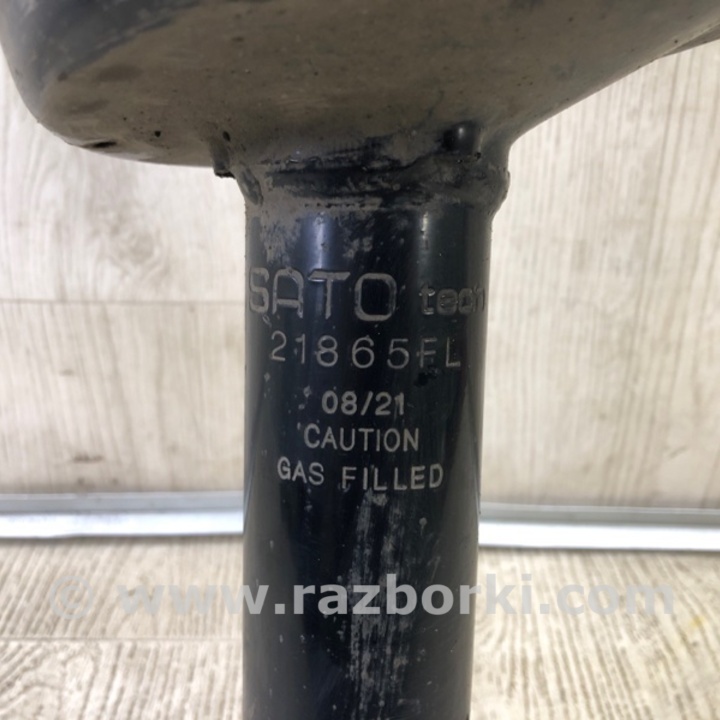 SATO tech
21865FL
08/21
CAUTION
GAS FILLED
© www.razborki.com